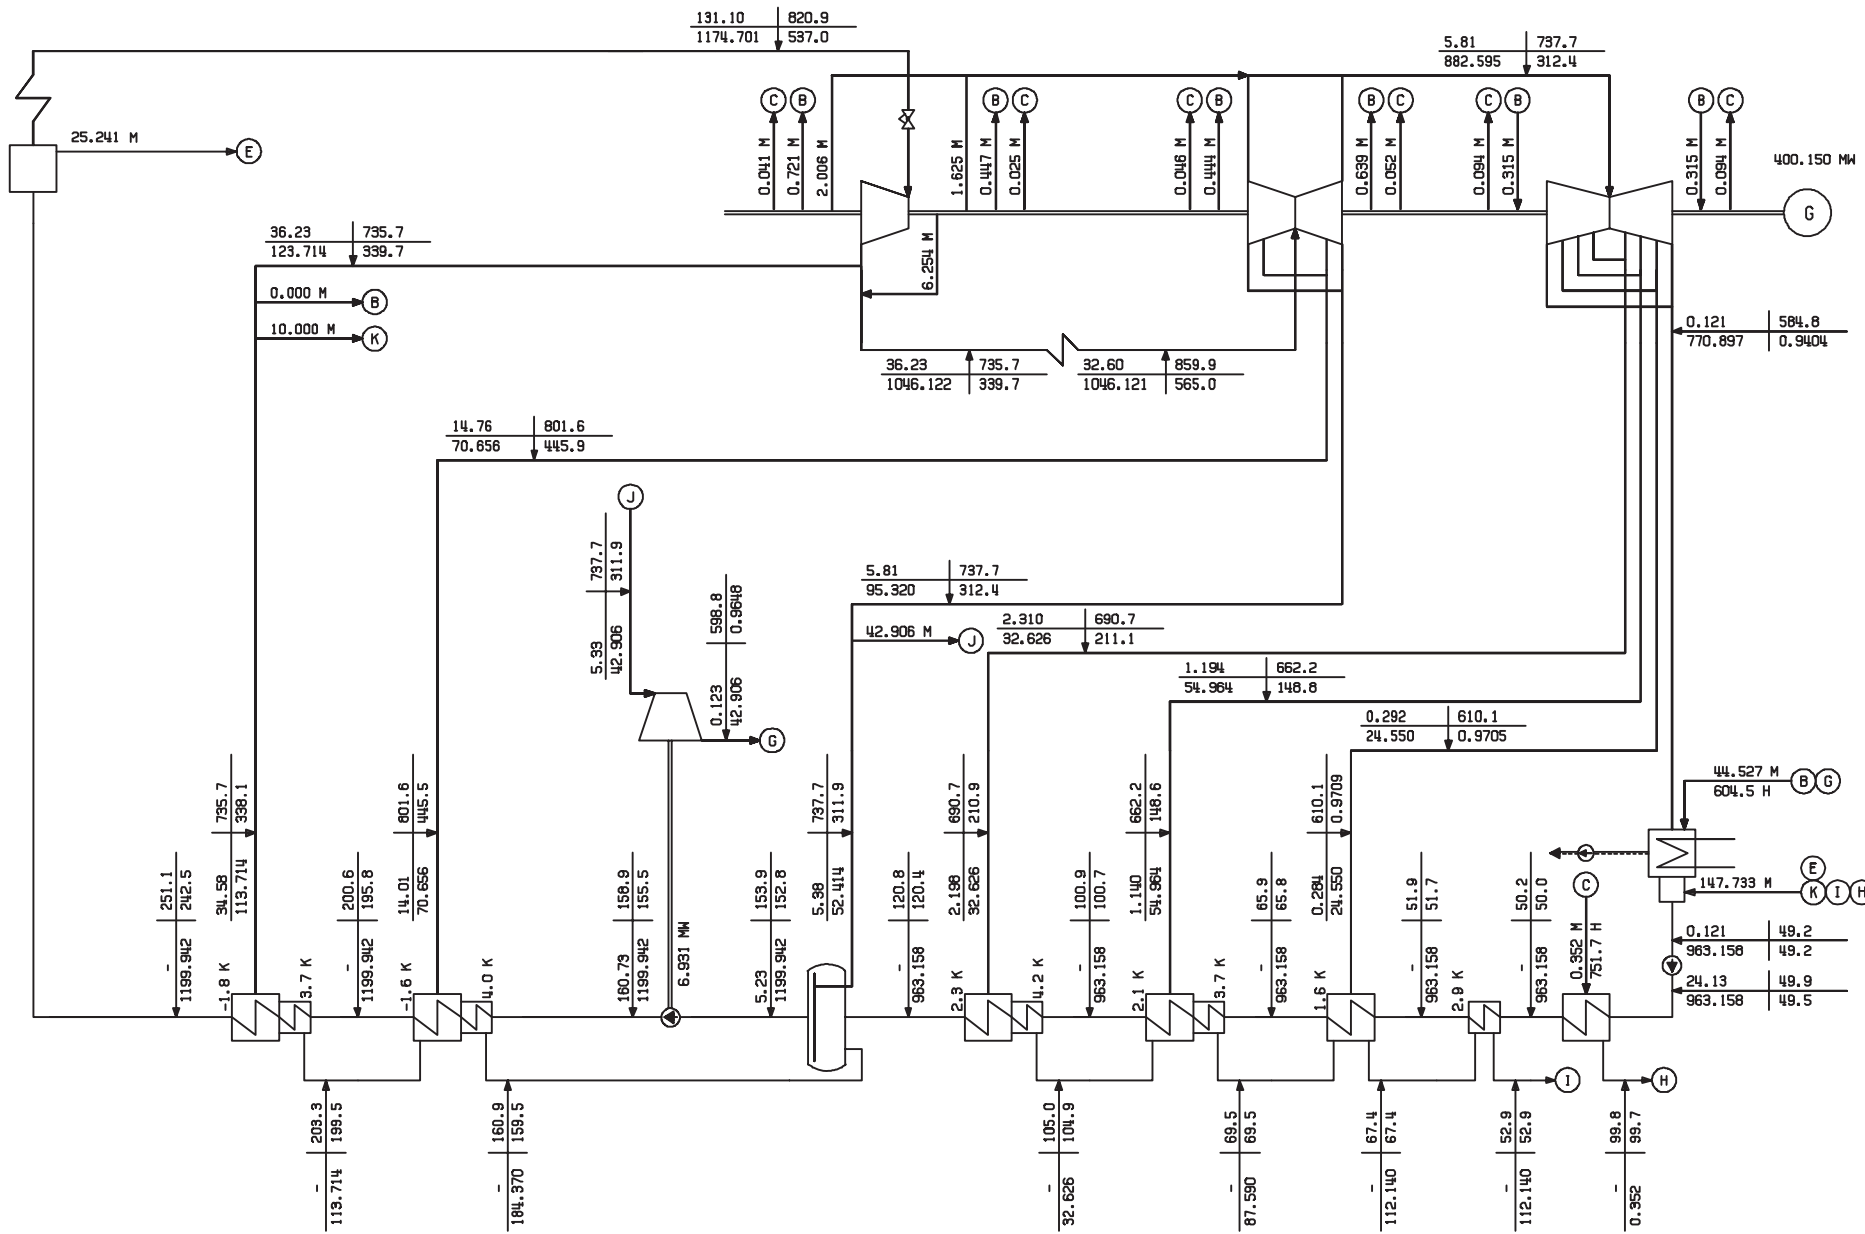 131.10 820.9
1174.701 537.0
5.81 737.7
882.595 312.4
C B B C C B B C C B B C
0.041 M
0.721 M
2.006 M
1.625 M
0.447 M
0.025 M
0.046 M
0.444 M
0.639 M
0.052 M
0.094 M
0.315 M
0.315 M
0.094 M
400.150 MW
G
25.241 M E
36.23 735.7
123.714 339.7
0.000 M B
10.000 M K
6.254 M
36.23 735.7
1046.122 339.7
32.60 859.9
1046.121 565.0
0.121 584.8
770.897 0.9404
14.76 801.6
70.656 445.9
J
737.7
311.9
5.33
42.906
598.8
0.9648
0.123
42.906
G
5.81 737.7
95.320 312.4
42.906 M J
2.310 690.7
32.626 211.1
1.194 662.2
54.964 148.8
0.292 610.1
24.550 0.9705
44.527 M B G
604.5 H
E
147.733 M K I H
0.121 49.2
963.158 49.2
24.13 49.9
963.158 49.5
251.1
242.5
-
1199.942
735.7
338.1
34.58
113.714
-1.8 K
3.7 K
200.6
195.8
-
1199.942
801.6
445.5
14.01
70.656
-1.6 K
4.0 K
158.9
155.5
160.73
1199.942
6.931 MW
153.9
152.8
5.23
1199.942
737.7
311.9
5.38
52.414
120.8
120.4
-
963.158
690.7
210.9
2.198
32.626
2.3 K
4.2 K
100.9
100.7
-
963.158
662.2
148.6
1.140
54.964
2.1 K
3.7 K
65.9
65.8
-
963.158
610.1
0.9709
0.284
24.550
1.6 K
51.9
51.7
-
963.158
2.9 K
50.2
50.0
-
963.158
C
0.352 M
751.7 H
I
H
203.3
199.5
-
113.714
160.9
159.5
-
184.370
105.0
104.9
-
32.626
69.5
69.5
-
87.590
67.4
67.4
-
112.140
52.9
52.9
-
112.140
99.8
99.7
-
0.352